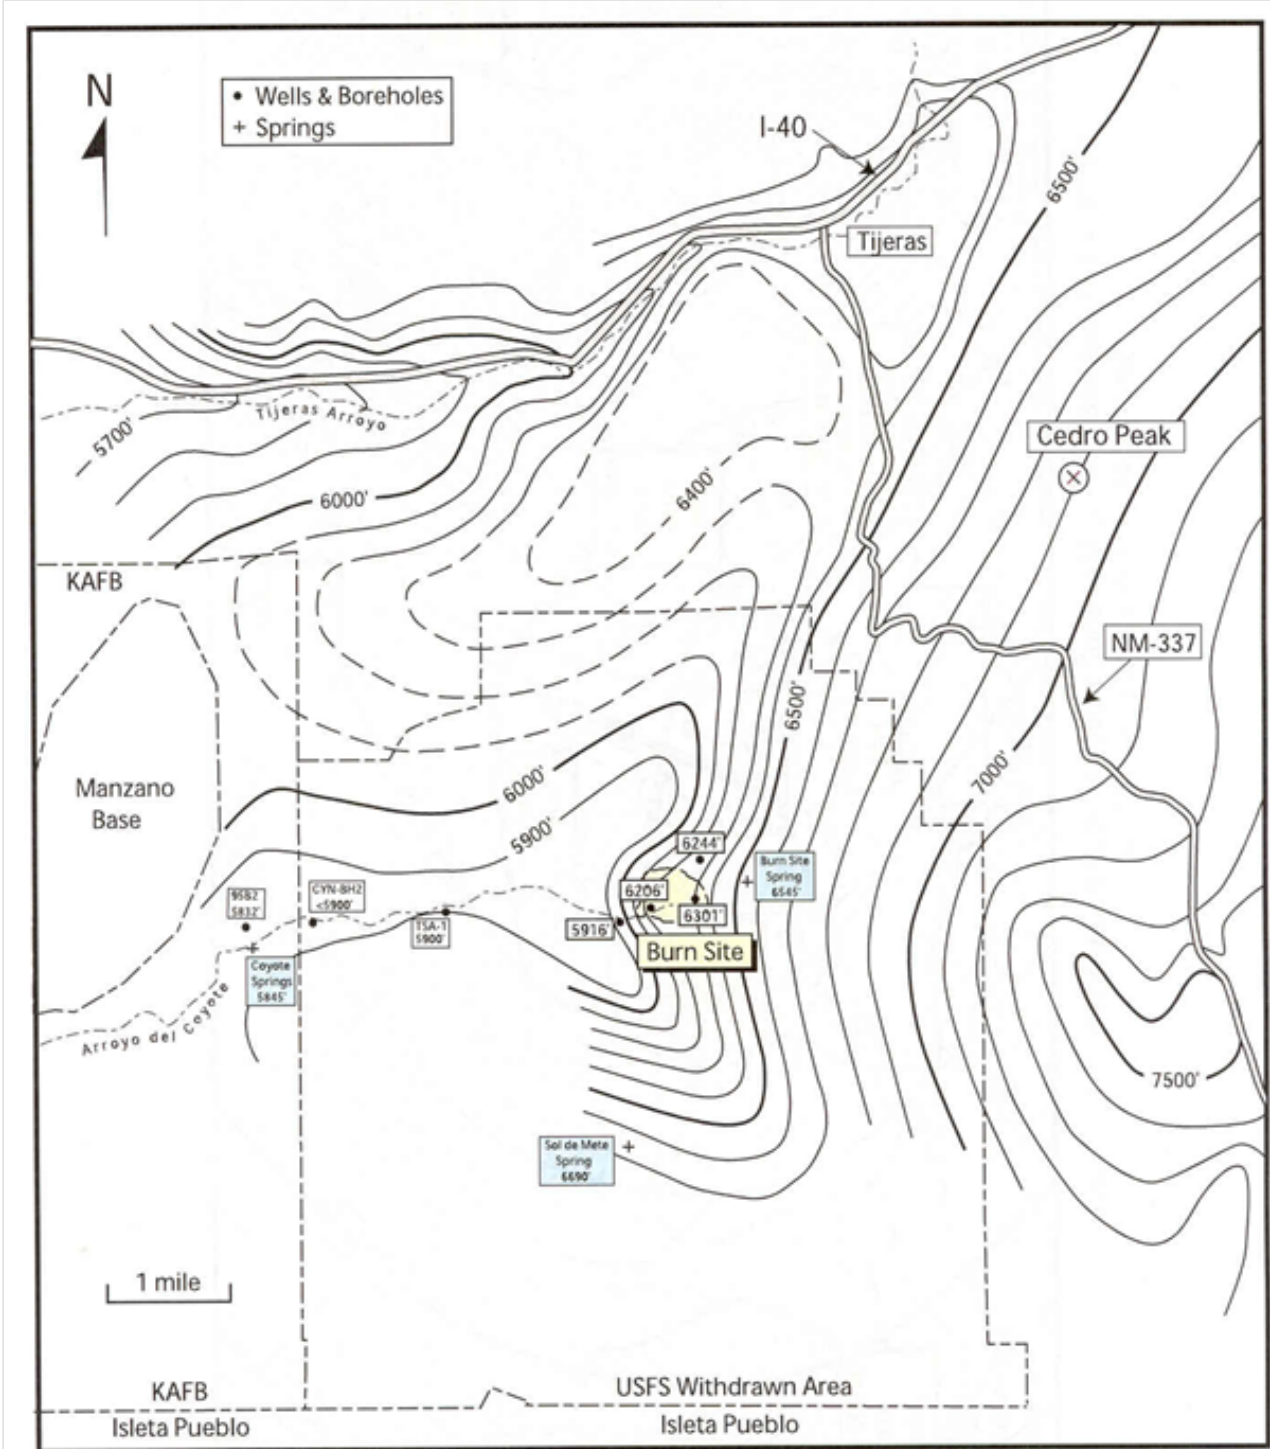 N
Wells & Boreholes
Springs
I-40
Tijeras
6500'
Cedro Peak
Tijeras Arroyo
5700'
6000'
6400'
KAFB
NM-337
Manzano
Base
6500'
7000'
6000'
5900'
6244'
Burn Site
Spring
6545'
6206'
6301'
5916'
Burn Site
9582
5832'
CYN-BH2
<5900'
TSA-1
5900'
Coyote
Springs
5845'
Arroyo del Coyote
7500'
Sol de Mete
Spring
6690'
1 mile
KAFB
USFS Withdrawn Area
Isleta Pueblo
Isleta Pueblo